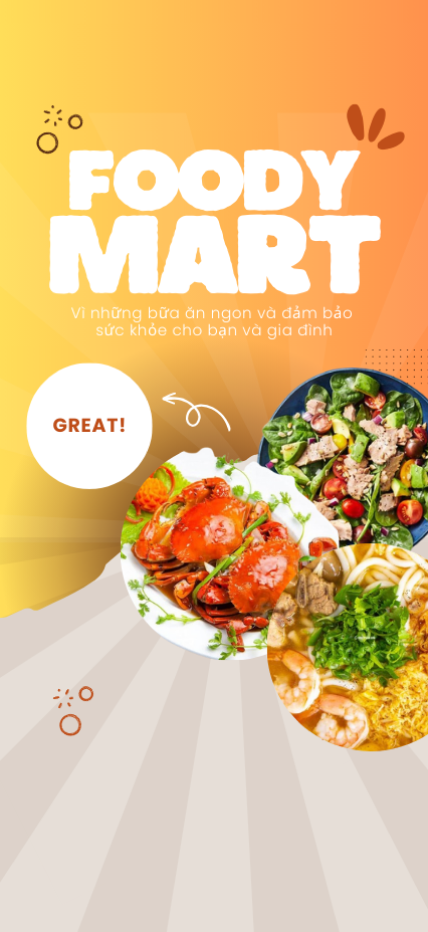 FOODY
MART
Vì những bữa ăn ngon và đảm bảo
sức khỏe cho bạn và gia đình
GREAT!